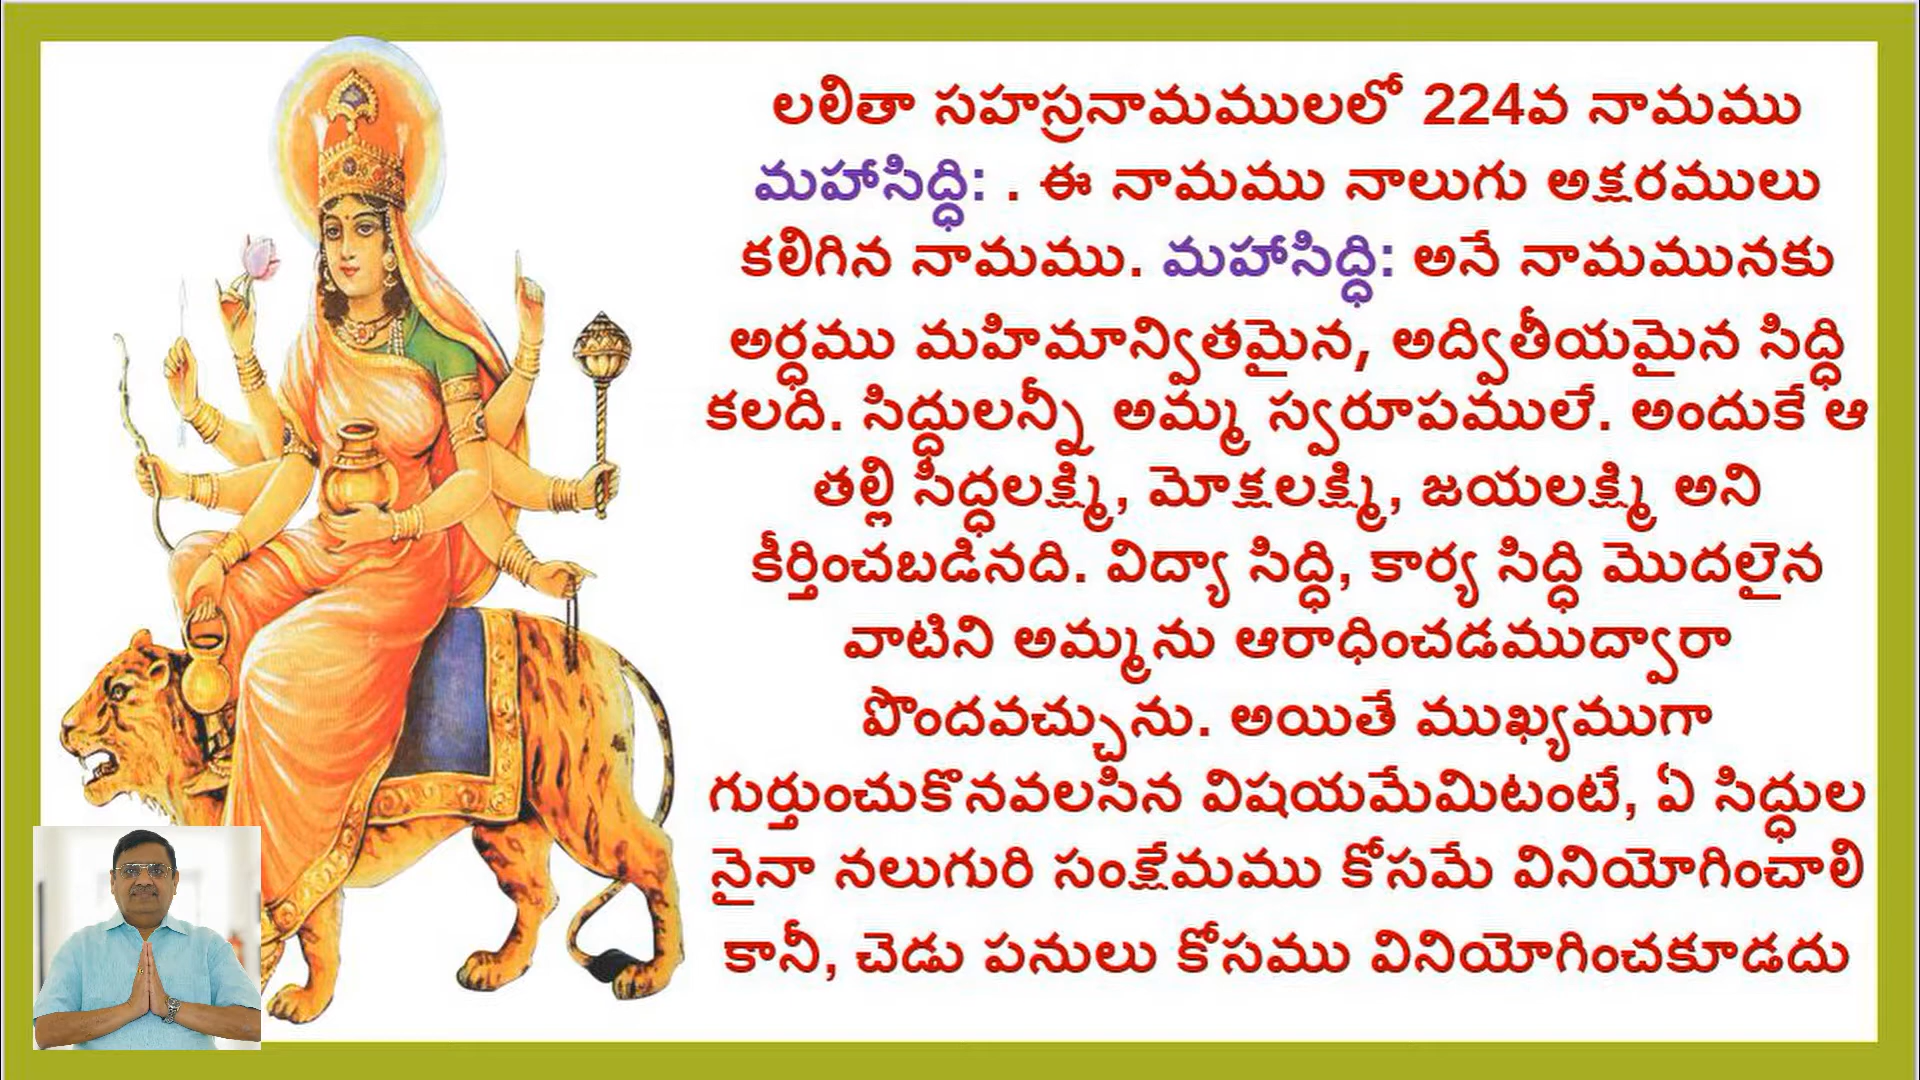 లలితా సహస్రనామములలో 224వ నామము
మహాసిద్ధి: . ఈ నామము నాలుగు అక్షరములు
కలిగిన నామము. మహాసిద్ధి: అనే నామమునకు
అర్ధము మహిమాన్వితమైన, అద్వితీయమైన సిద్ధి
కలది. సిద్ధులన్నీ అమ్మ స్వరూపములే. అందుకే ఆ
తల్లి సిద్ధలక్ష్మి, మోక్షలక్ష్మి, జయలక్ష్మి అని
కీర్తించబడినది. విద్యా సిద్ధి, కార్య సిద్ధి మొదలైన
వాటిని అమ్మను ఆరాధించడముద్వారా
పొందవచ్చును. అయితే ముఖ్యముగా
గుర్తుంచుకొనవలసిన విషయమేమిటంటే, ఏ సిద్ధుల
నైనా నలుగురి సంక్షేమము కోసమే వినియోగించాలి
కానీ, చెడు పనులు కోసము వినియోగించకూడదు